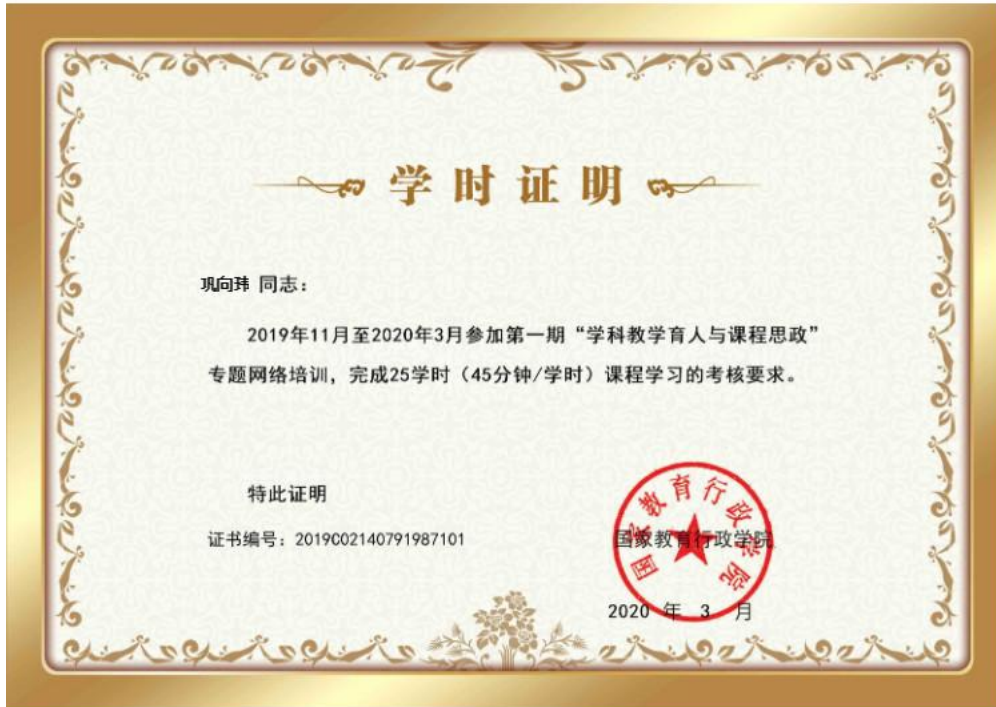 学时证明
巩向玮 同志：
2019年11月至2020年3月参加第一期“学科教学育人与课程思政”
专题网络培训，完成25学时（45分钟/学时）课程学习的考核要求。
特此证明
证书编号：2019C02140791987101
国家教育行政学院
国家教育行政学院
2020 年 3 月